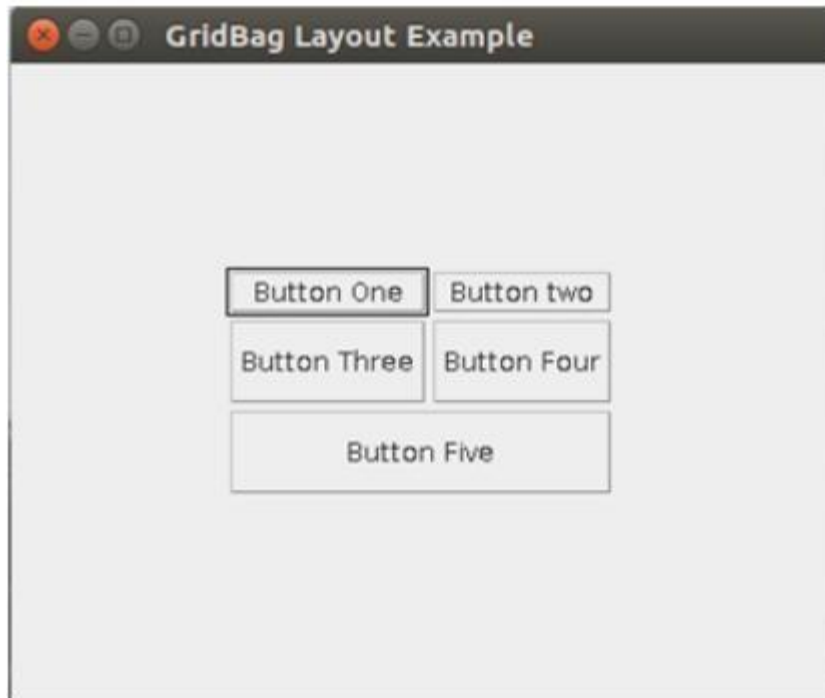 GridBag Layout Example
Button One
Button two
Button Three
Button Four
Button Five